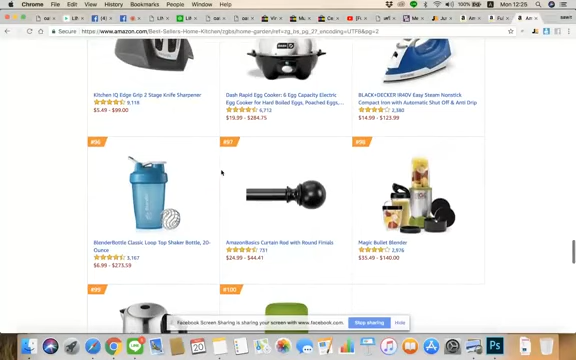 Chrome File Edit View History Bookmarks People Window Help
100% Mon 12:25
Secure https://www.amazon.com/Best-Sellers-Home-Kitchen/zgbs/home-garden/ref=zg_bs_pg_2?_encoding=UTF8&pg=2
Kitchen IQ Edge Grip 2 Stage Knife Sharpener
9,118
$5.49 - $99.00
Dash Rapid Egg Cooker: 6 Egg Capacity Electric
Egg Cooker for Hard Boiled Eggs, Poached Eggs,...
6,712
$19.99 - $284.75
BLACK+DECKER IR40V Easy Steam Nonstick
Compact Iron with Automatic Shut Off & Anti Drip
2,380
$14.99 - $123.99
#96
#97
#98
BlenderBottle Classic Loop Top Shaker Bottle, 20-
Ounce
3,167
$6.99 - $273.59
AmazonBasics Curtain Rod with Round Finials
731
$24.99 - $44.41
Magic Bullet Blender
2,976
$35.49 - $140.00
#99
#100
Facebook Screen Sharing is sharing your screen with www.facebook.com.
Stop sharing
Hide
Ps